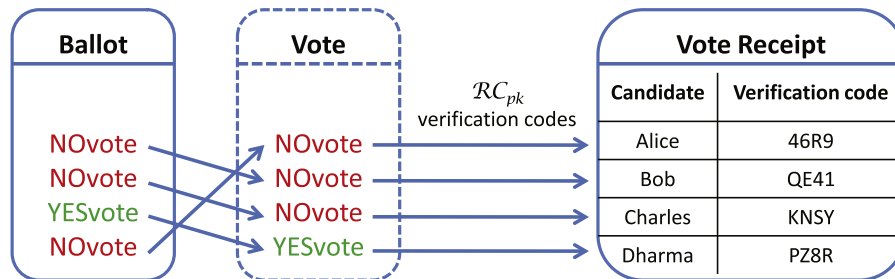 Ballot
NOvote
NOvote
YESvote
NOvote
Vote
NOvote
NOvote
NOvote
YESvote
RC_pk
verification codes
Vote Receipt
Candidate Verification code
Alice 46R9
Bob QE41
Charles KNSY
Dharma PZ8R